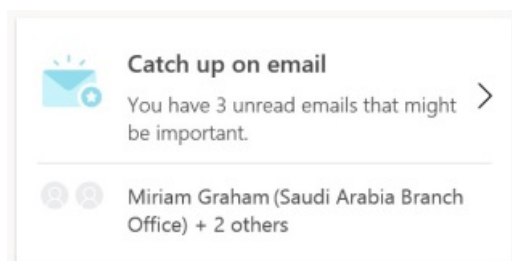 Catch up on email
You have 3 unread emails that might
be important.
Miriam Graham (Saudi Arabia Branch
Office) + 2 others